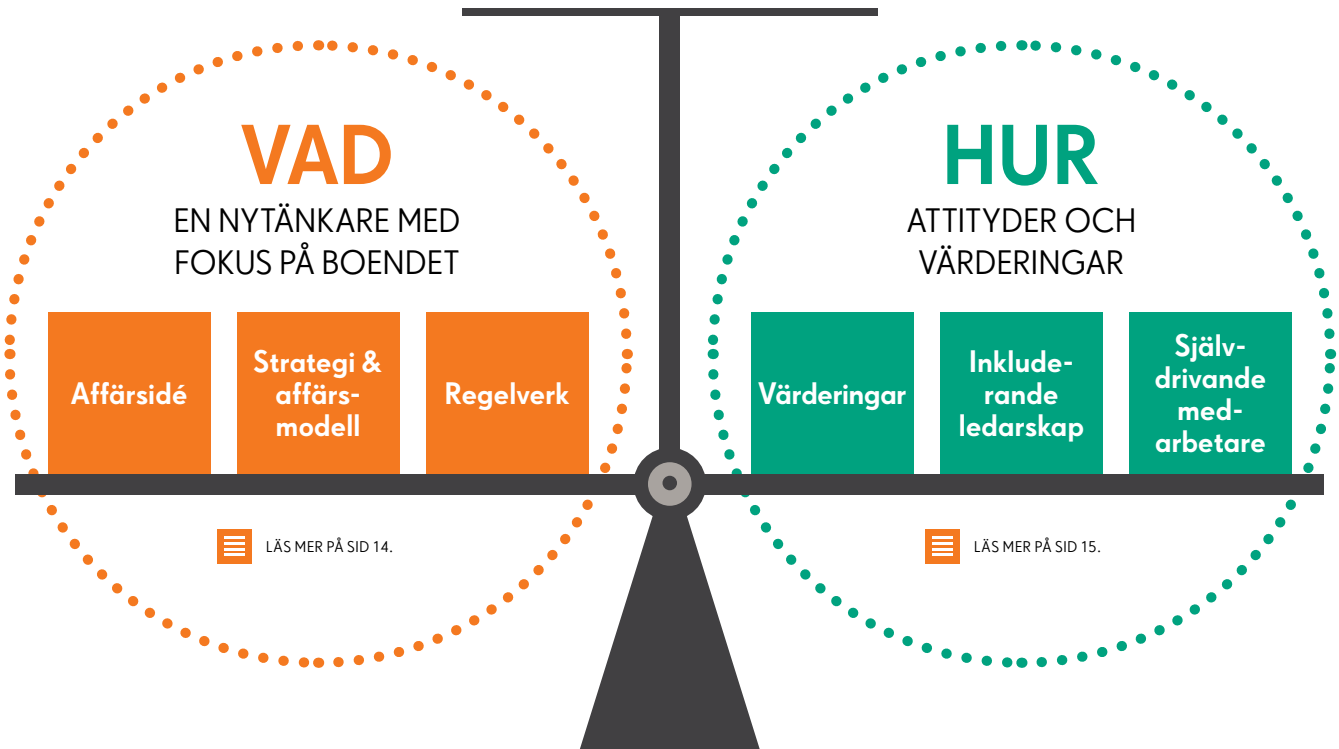 VAD
EN NYTÄNKARE MED
FOKUS PÅ BOENDET
Affärsidé
Strategi &
affärs-
modell
Regelverk
LÄS MER PÅ SID 14.
HUR
ATTITYDER OCH
VÄRDERINGAR
Värderingar
Inklude-
rande
ledarskap
Själv-
drivande
med-
arbetare
LÄS MER PÅ SID 15.